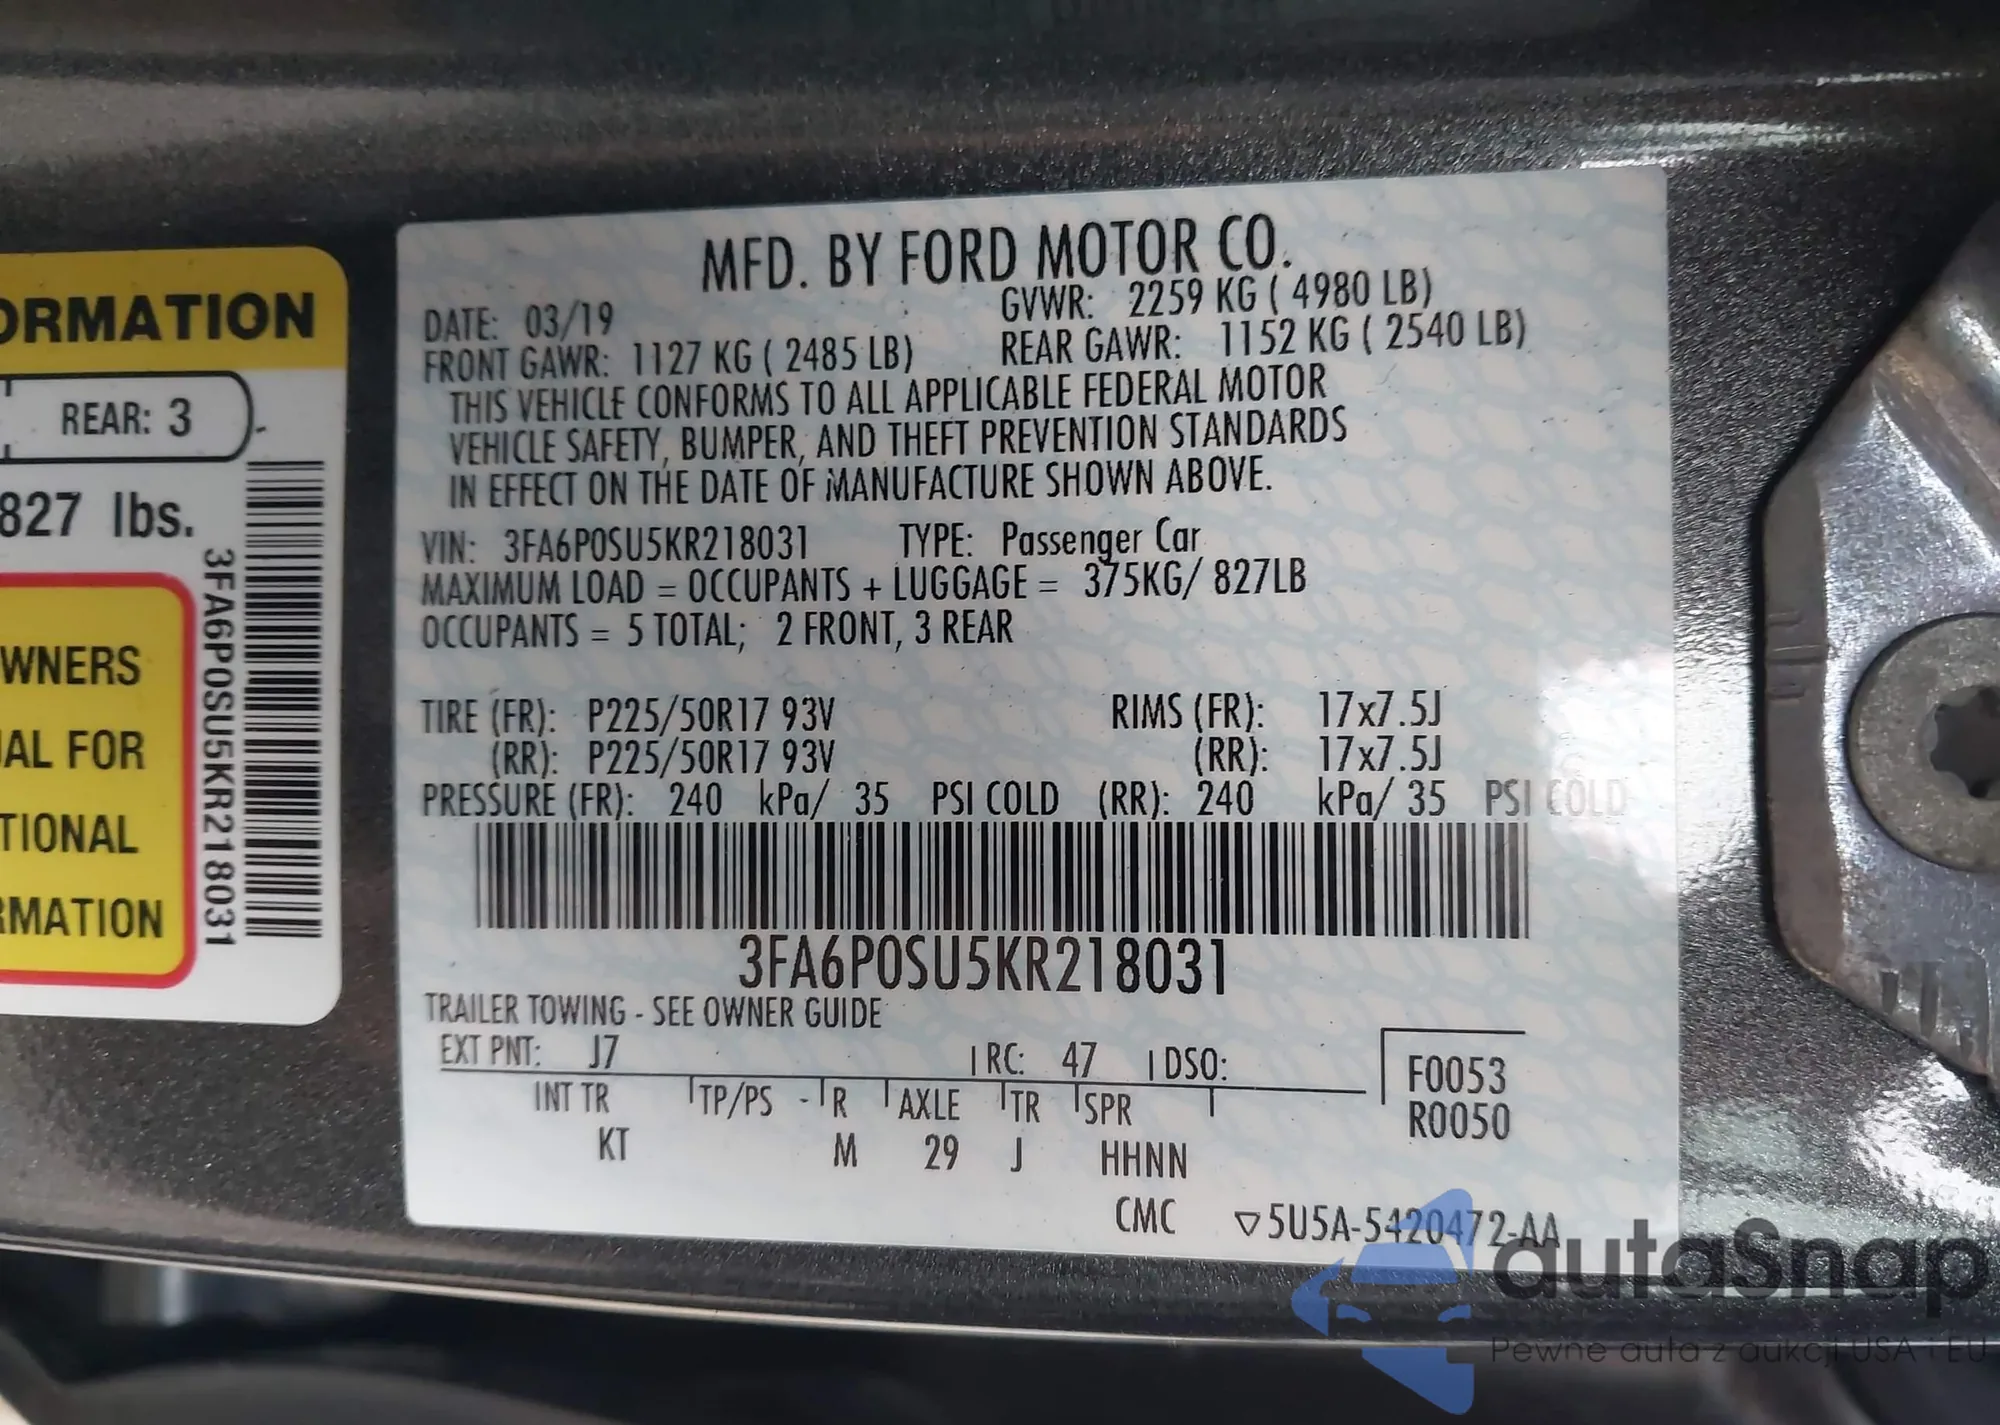 ORMATION
REAR: 3
827 lbs.
3FA6P0SU5KR218031
WNERS
AL FOR
TIONAL
RMATION
MFD. BY FORD MOTOR CO.
DATE: 03/19 GVWR: 2259 KG ( 4980 LB)
FRONT GAWR: 1127 KG ( 2485 LB) REAR GAWR: 1152 KG ( 2540 LB)
THIS VEHICLE CONFORMS TO ALL APPLICABLE FEDERAL MOTOR
VEHICLE SAFETY, BUMPER, AND THEFT PREVENTION STANDARDS
IN EFFECT ON THE DATE OF MANUFACTURE SHOWN ABOVE.
VIN: 3FA6P0SU5KR218031 TYPE: Passenger Car
MAXIMUM LOAD = OCCUPANTS + LUGGAGE = 375KG/ 827LB
OCCUPANTS = 5 TOTAL; 2 FRONT, 3 REAR
TIRE (FR): P225/50R17 93V RIMS (FR): 17x7.5J
(RR): P225/50R17 93V (RR): 17x7.5J
PRESSURE (FR): 240 kPa/ 35 PSI COLD (RR): 240 kPa/ 35 PSI COLD
3FA6P0SU5KR218031
TRAILER TOWING - SEE OWNER GUIDE
EXT PNT: J7 RC: 47 DSO:
F0053
INT TR TP/PS - R AXLE TR SPR
R0050
KT M 29 J HHNN
CMC ▽5U5A-5420472-AA
autaSnap
Pewne auta z aukcji USA i EU